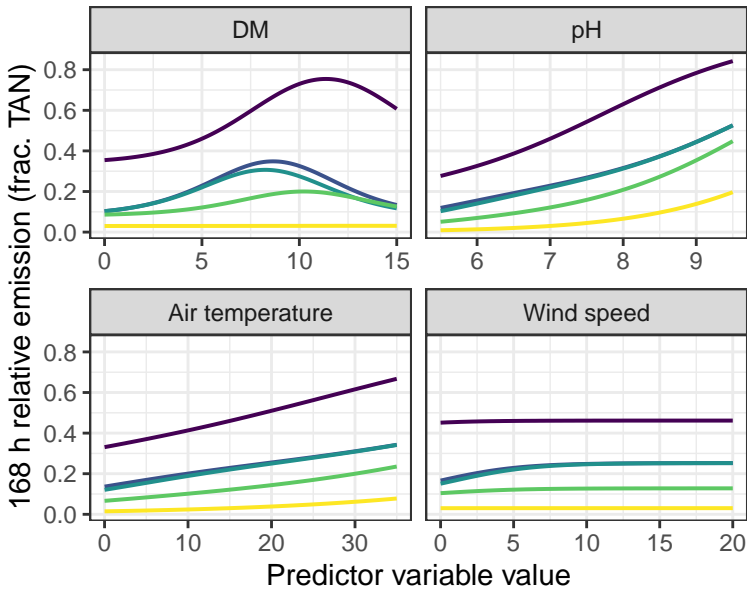 DM
pH
0.8
0.6
0.4
0.2
0.0
0 5 10 15
6 7 8 9
Air temperature
Wind speed
0.8
0.6
0.4
0.2
0.0
0 10 20 30
0 5 10 15 20
168 h relative emission (frac. TAN)
Predictor variable value